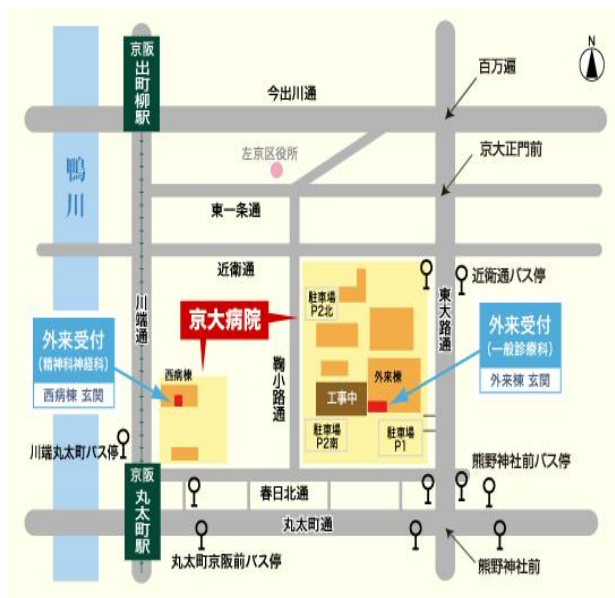 京阪
出町柳駅
N
百万遍
今出川通
左京区役所
京大正門前
鴨川
東一条通
近衛通
近衛通バス停
川端通
駐車場
P2北
東大路通
京大病院
外来受付
(精神科神経科)
西病棟 玄関
外来受付
(一般診療科)
外来棟 玄関
西病棟
鞠小路通
外来棟
工事中
駐車場
P2南
駐車場
P1
川端丸太町バス停
熊野神社前バス停
京阪
丸太町駅
春日北通
丸太町通
丸太町京阪前バス停
熊野神社前